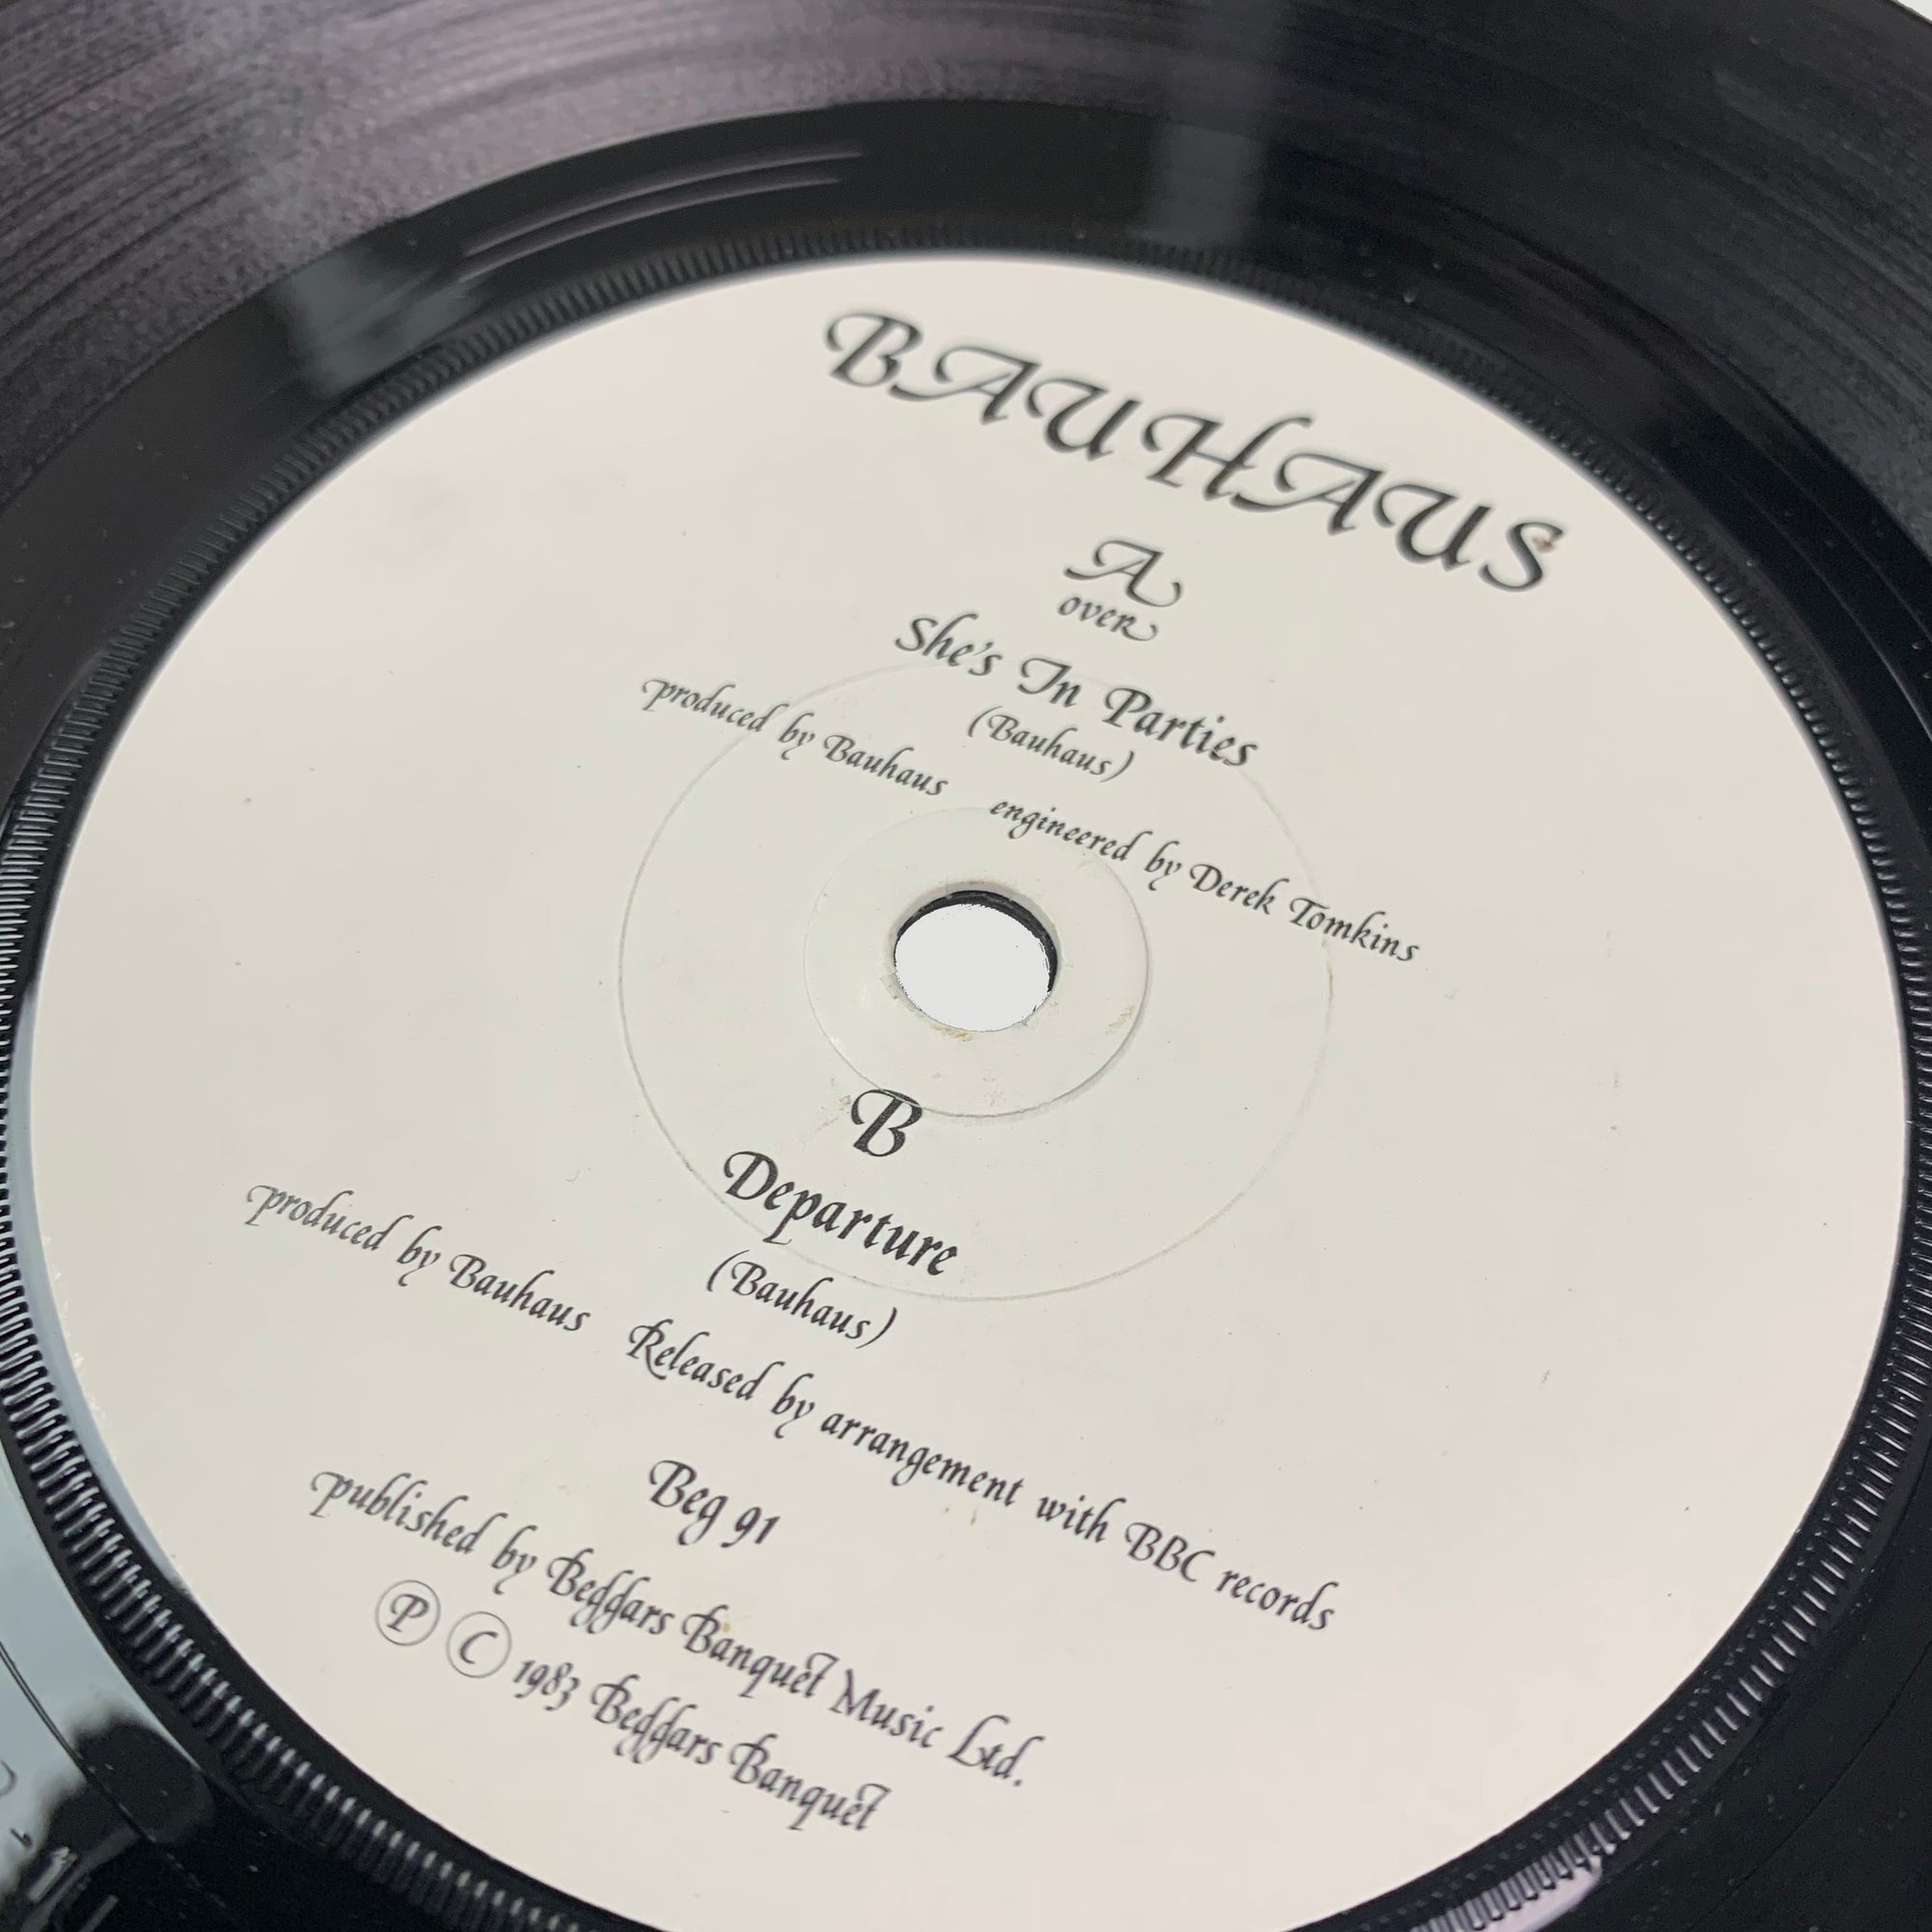 BAUHAUS
A
over
She's In Parties
(Bauhaus)
produced by Bauhaus engineered by Derek Tomkins
B
Departure
(Bauhaus)
produced by Bauhaus Released by arrangement with BBC records
Beg 91
published by Beggars Banquet Music Ltd.
Ⓟ Ⓒ 1983 Beggars Banquet